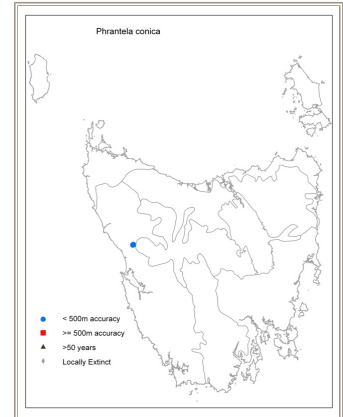 Phrantela conica
< 500m accuracy
>= 500m accuracy
>50 years
Locally Extinct